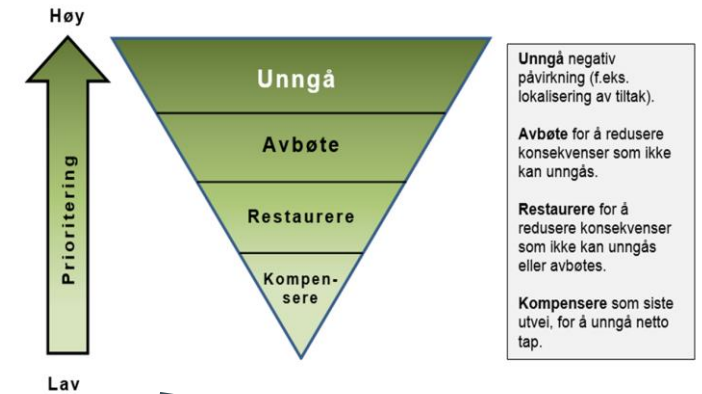 Høy
Prioritering
Lav
Unngå
Avbøte
Restaurere
Kompen-
sere
Unngå negativ
påvirkning (f.eks.
lokalisering av tiltak).
Avbøte for å redusere
konsekvenser som ikke
kan unngås.
Restaurere for å
redusere konsekvenser
som ikke kan unngås
eller avbøtes.
Kompensere som siste
utvei, for å unngå netto
tap.